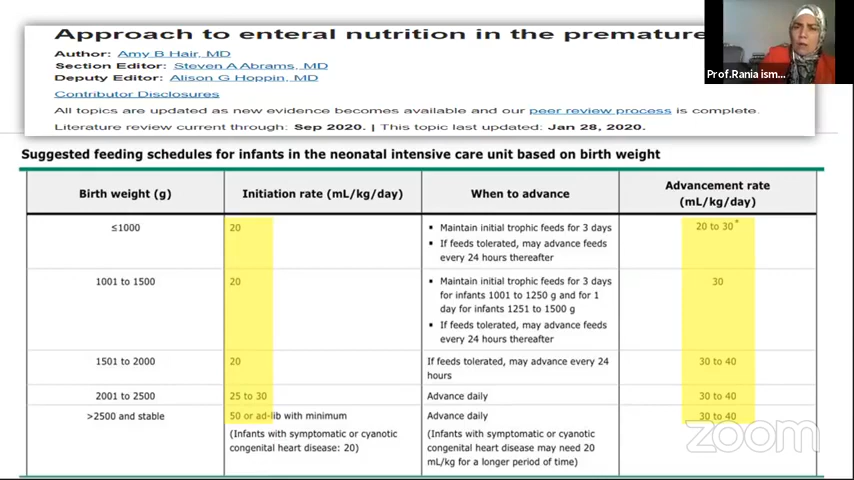 Approach to enteral nutrition in the premature
Author: Amy B Hair, MD
Section Editor: Steven A Abrams, MD
Deputy Editor: Alison G Hoppin, MD
Contributor Disclosures
All topics are updated as new evidence becomes available and our peer review process is complete.
Literature review current through: Sep 2020. | This topic last updated: Jan 28, 2020.
Prof.Rania ism...
Suggested feeding schedules for infants in the neonatal intensive care unit based on birth weight
Birth weight (g)
Initiation rate (mL/kg/day)
When to advance
Advancement rate
(mL/kg/day)
≤1000
20
▪ Maintain initial trophic feeds for 3 days
▪ If feeds tolerated, may advance feeds
every 24 hours thereafter
20 to 30*
1001 to 1500
20
▪ Maintain initial trophic feeds for 3 days
for infants 1001 to 1250 g and for 1
day for infants 1251 to 1500 g
▪ If feeds tolerated, may advance feeds
every 24 hours thereafter
30
1501 to 2000
20
If feeds tolerated, may advance every 24
hours
30 to 40
2001 to 2500
25 to 30
Advance daily
30 to 40
>2500 and stable
50 or ad-lib with minimum
(Infants with symptomatic or cyanotic
congenital heart disease: 20)
Advance daily
(Infants with symptomatic or cyanotic
congenital heart disease may need 20
mL/kg for a longer period of time)
30 to 40
zoom